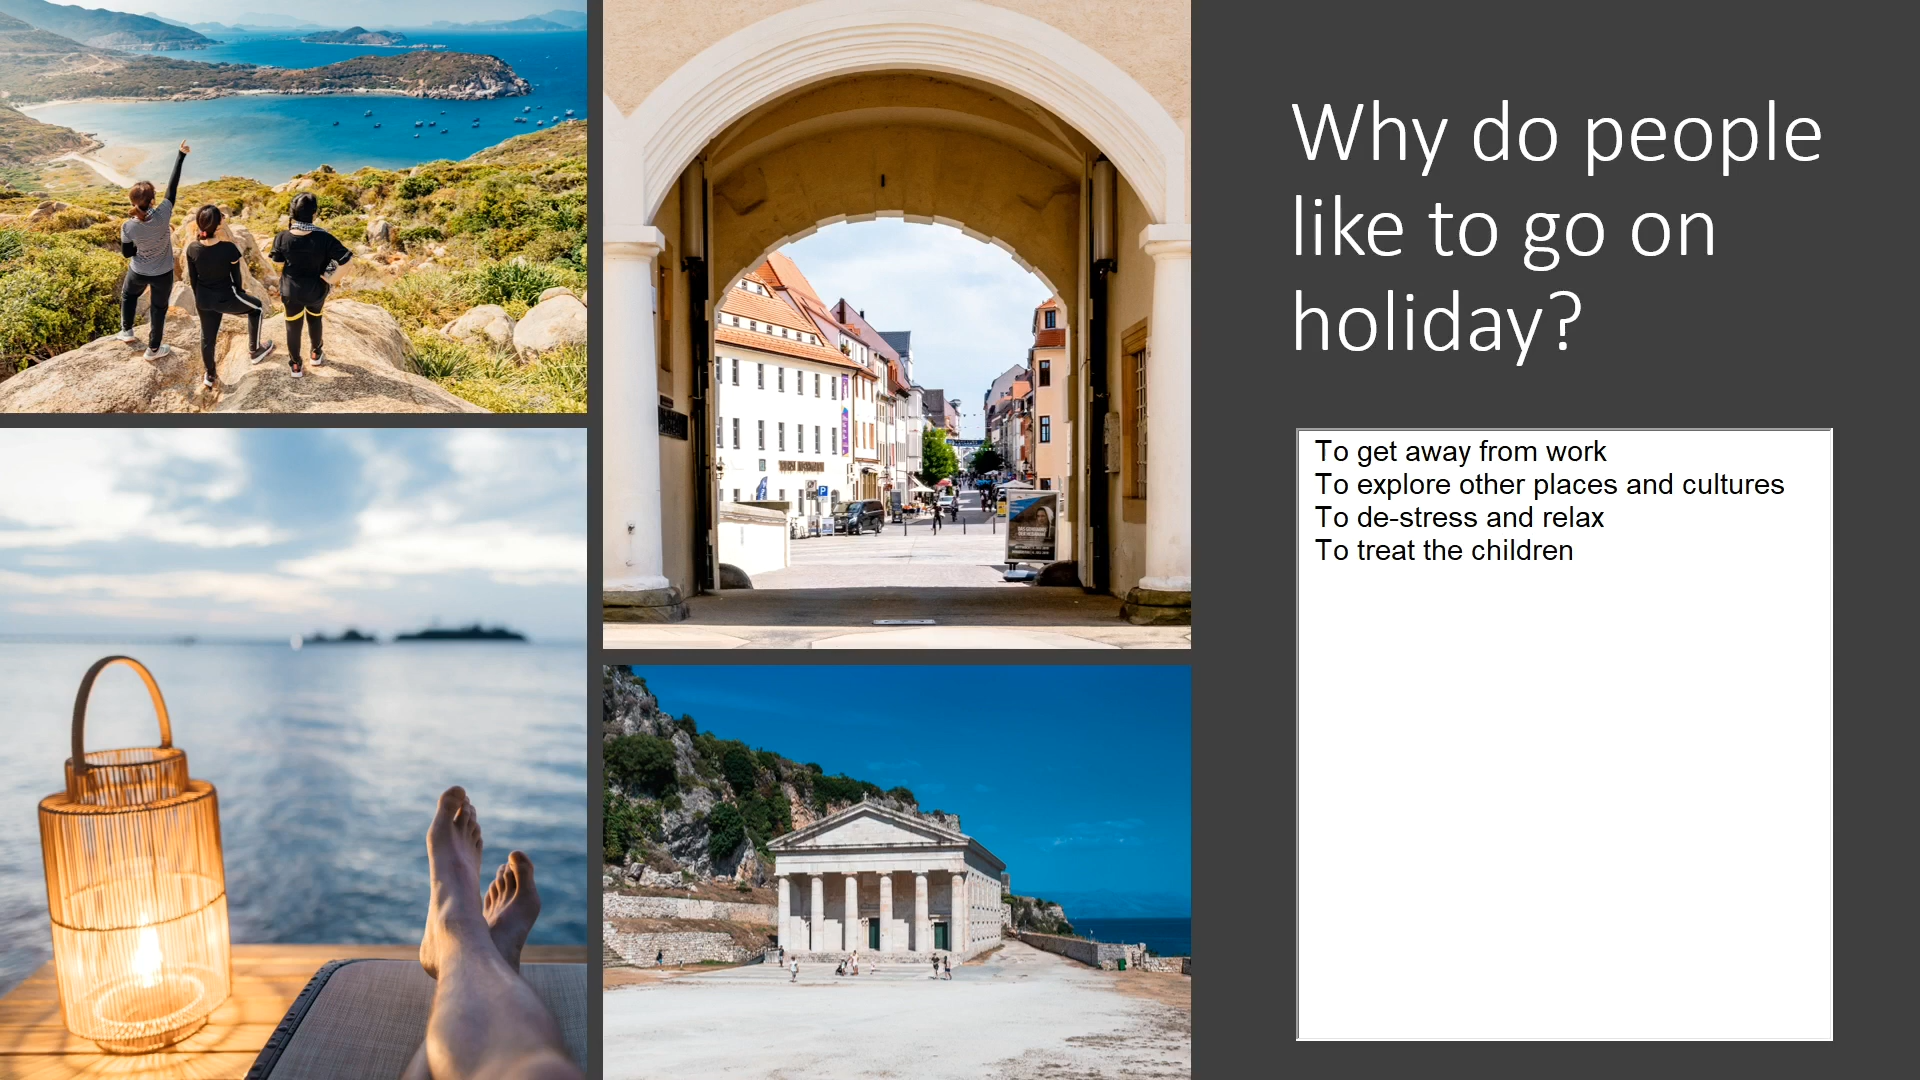 Why do people
like to go on
holiday?
To get away from work
To explore other places and cultures
To de-stress and relax
To treat the children